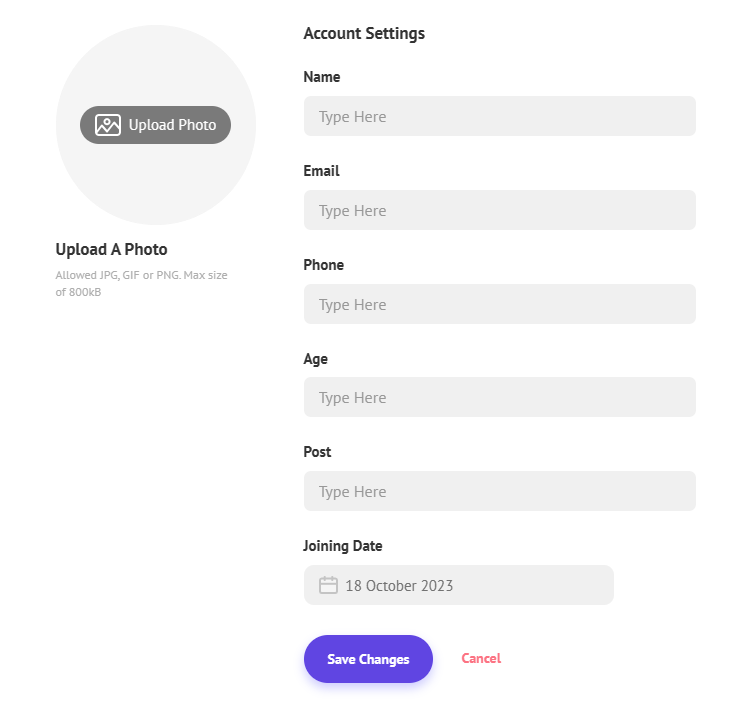 Upload Photo
Upload A Photo
Allowed JPG, GIF or PNG. Max size
of 800kB
Account Settings
Name
Type Here
Email
Type Here
Phone
Type Here
Age
Type Here
Post
Type Here
Joining Date
18 October 2023
Save Changes
Cancel